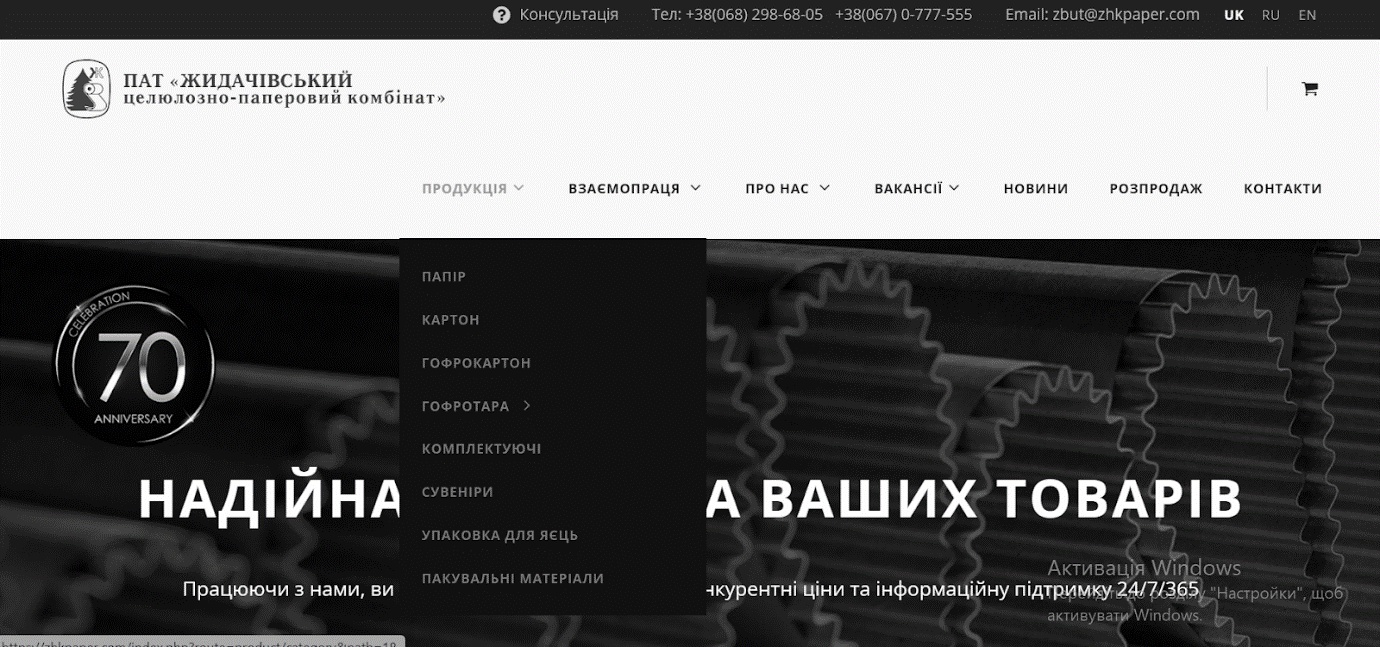 Консультація Тел: +38(068) 298-68-05 +38(067) 0-777-555 Email: zbut@zhkpaper.com UK RU EN
ПАТ «ЖИДАЧІВСЬКИЙ
целюлозно-паперовий комбінат»
ПРОДУКЦІЯ ВЗАЄМОПРАЦЯ ПРО НАС ВАКАНСІЇ НОВИНИ РОЗПРОДАЖ КОНТАКТИ
ПАПІР
КАРТОН
ГОФРОКАРТОН
ГОФРОТАРА
КОМПЛЕКТУЮЧІ
СУВЕНІРИ
УПАКОВКА ДЛЯ ЯЄЦЬ
ПАКУВАЛЬНІ МАТЕРІАЛИ
CELEBRATION
70
ANNIVERSARY
НАДІЙНА А ВАШИХ ТОВАРІВ
Працюючи з нами, ви нкурентні ціни та інформаційну підтримку 24/7/365
Активація Windows
"Настройки", щоб
активувати Windows.